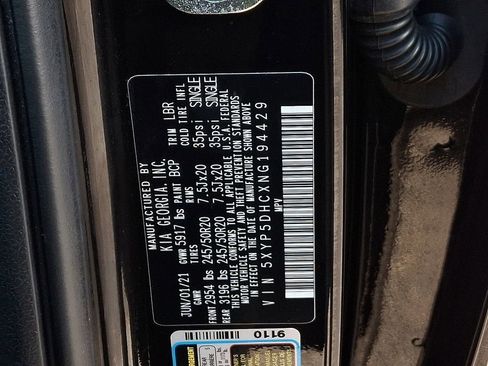 MANUFACTURED BY
KIA GEORGIA, INC.
JUN/01/21 GVWR 5917 lbs PAINT BCP TRIM LBR
GAWR COLD TIRE INFL
FRONT 2954 lbs 245/50R20 7.5Jx20 35psi SINGLE
REAR 3196 lbs 245/50R20 7.5Jx20 35psi SINGLE
THIS VEHICLE CONFORMS TO ALL APPLICABLE U.S.A. FEDERAL
MOTOR VEHICLE SAFETY AND THEFT PREVENTION STANDARDS
IN EFFECT ON THE DATE OF MANUFACTURE SHOWN ABOVE
MPV
VIN 5XYP5DHCXNG194429
9110